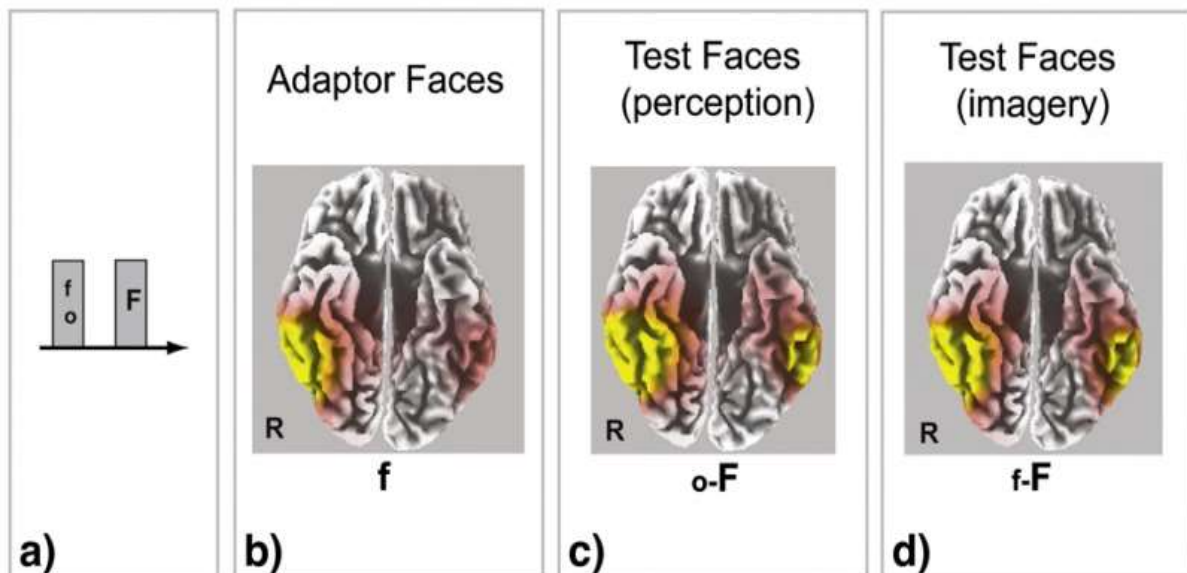 f
o
F
a)
Adaptor Faces
R
f
b)
Test Faces
(perception)
R
o-F
c)
Test Faces
(imagery)
R
f-F
d)